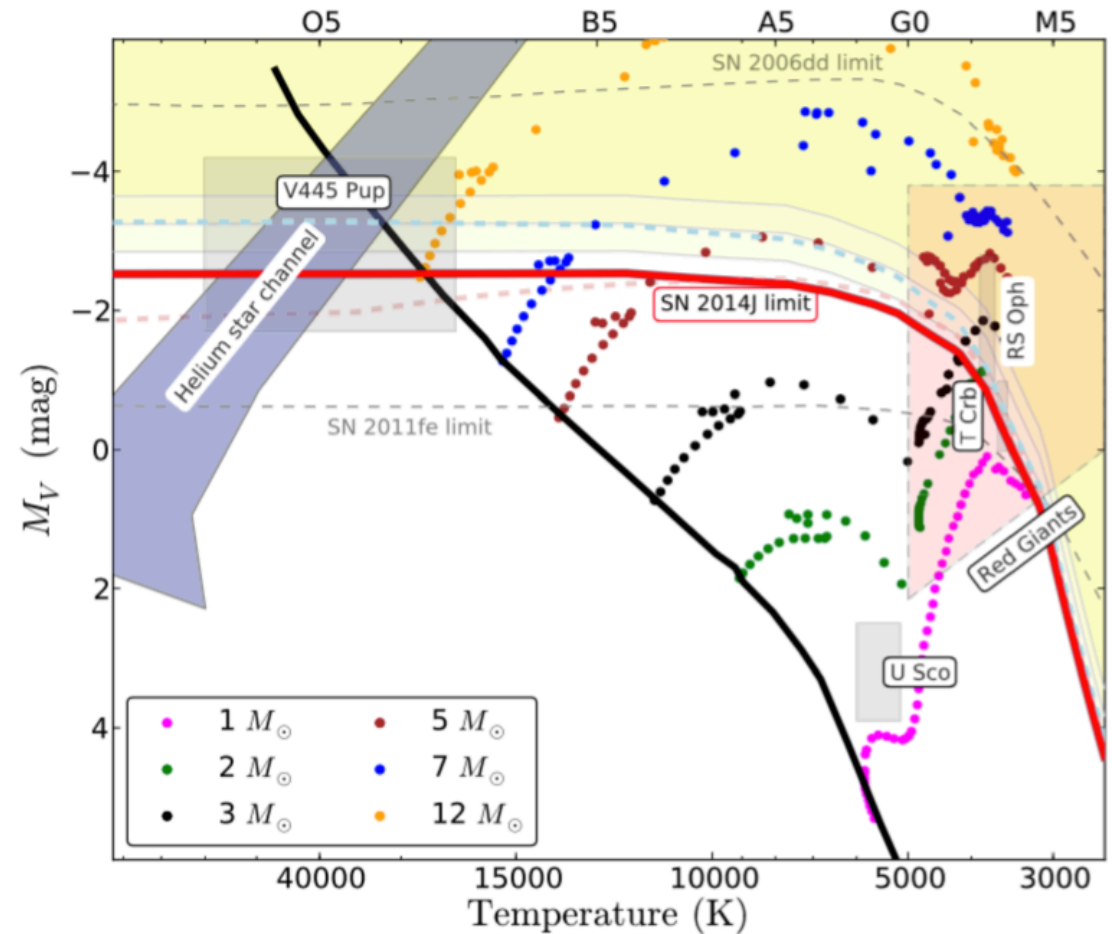 O5 B5 A5 G0 M5
SN 2006dd limit
−4
V445 Pup
Helium star channel
−2
SN 2014J limit
RS Oph
T Crb
M_V (mag)
0
SN 2011fe limit
Red Giants
2
U Sco
1 M⊙ 5 M⊙
4
2 M⊙ 7 M⊙
3 M⊙ 12 M⊙
40000 15000 10000 5000 3000
Temperature (K)